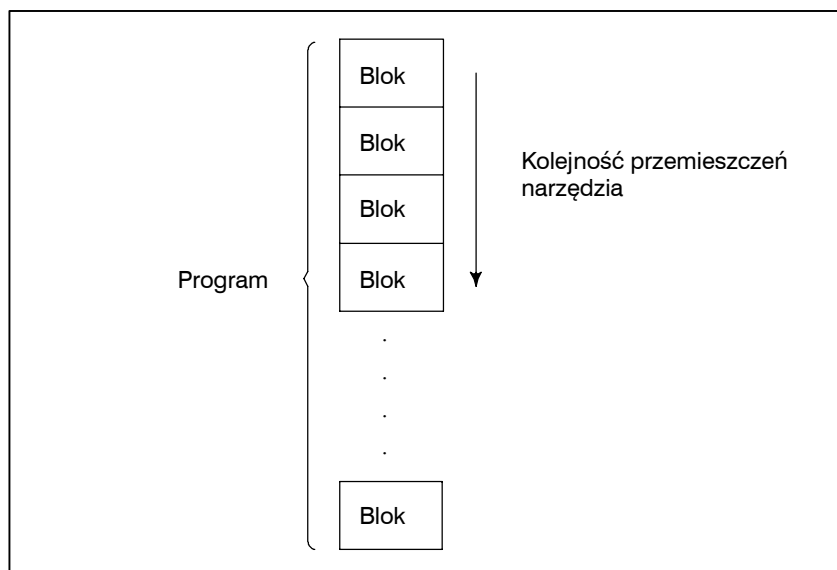 Blok
Blok
Blok
Blok
Kolejność przemieszczeń
narzędzia
Program
.
.
.
.
Blok